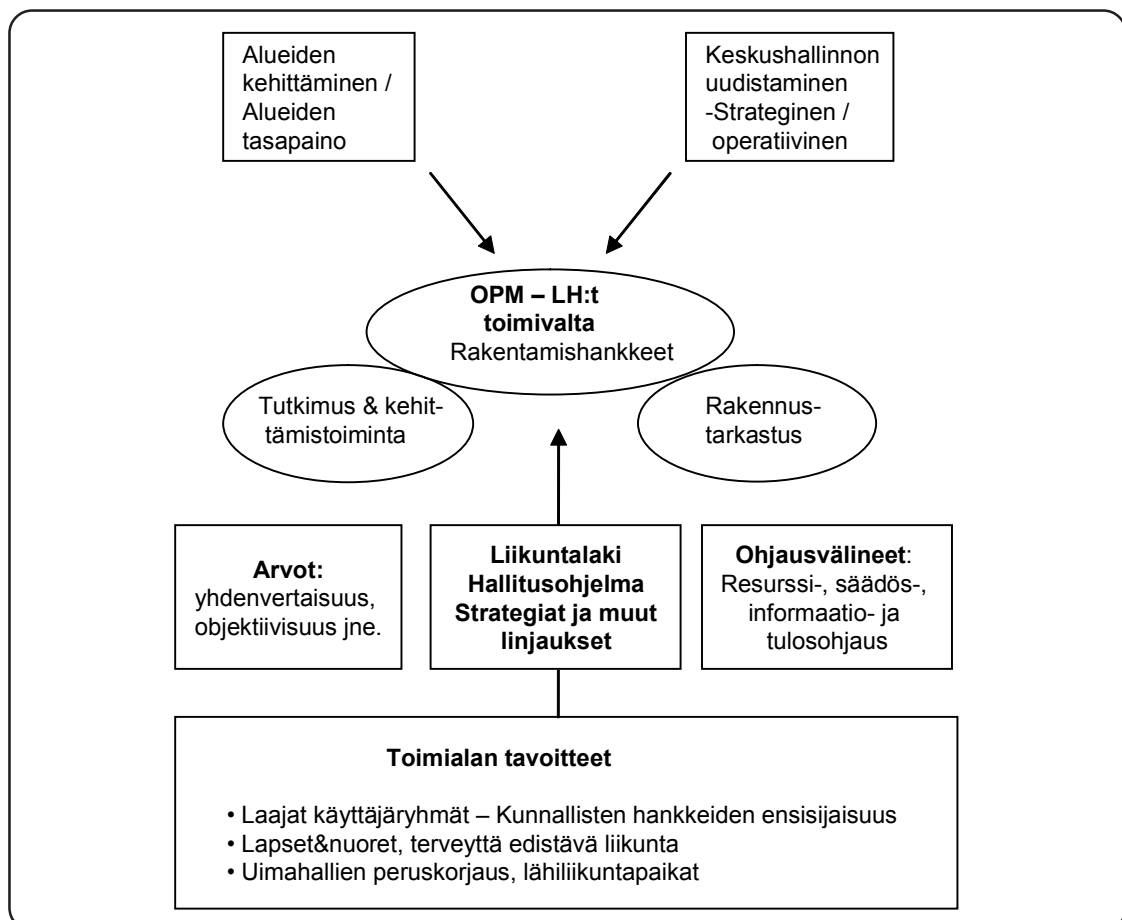 Alueiden
kehittäminen /
Alueiden
tasapaino
Keskushallinnon
uudistaminen
-Strateginen /
operatiivinen
OPM – LH:t
toimivalta
Rakentamishankkeet
Tutkimus & kehit-
tämistoiminta
Rakennus-
tarkastus
Arvot:
yhdenvertaisuus,
objektiivisuus jne.
Liikuntalaki
Hallitusohjelma
Strategiat ja muut
linjaukset
Ohjausvälineet:
Resurssi-, säädös-,
informaatio- ja
tulosohjaus
Toimialan tavoitteet
• Laajat käyttäjäryhmät – Kunnallisten hankkeiden ensisijaisuus
• Lapset&nuoret, terveyttä edistävä liikunta
• Uimahallien peruskorjaus, lähiliikuntapaikat